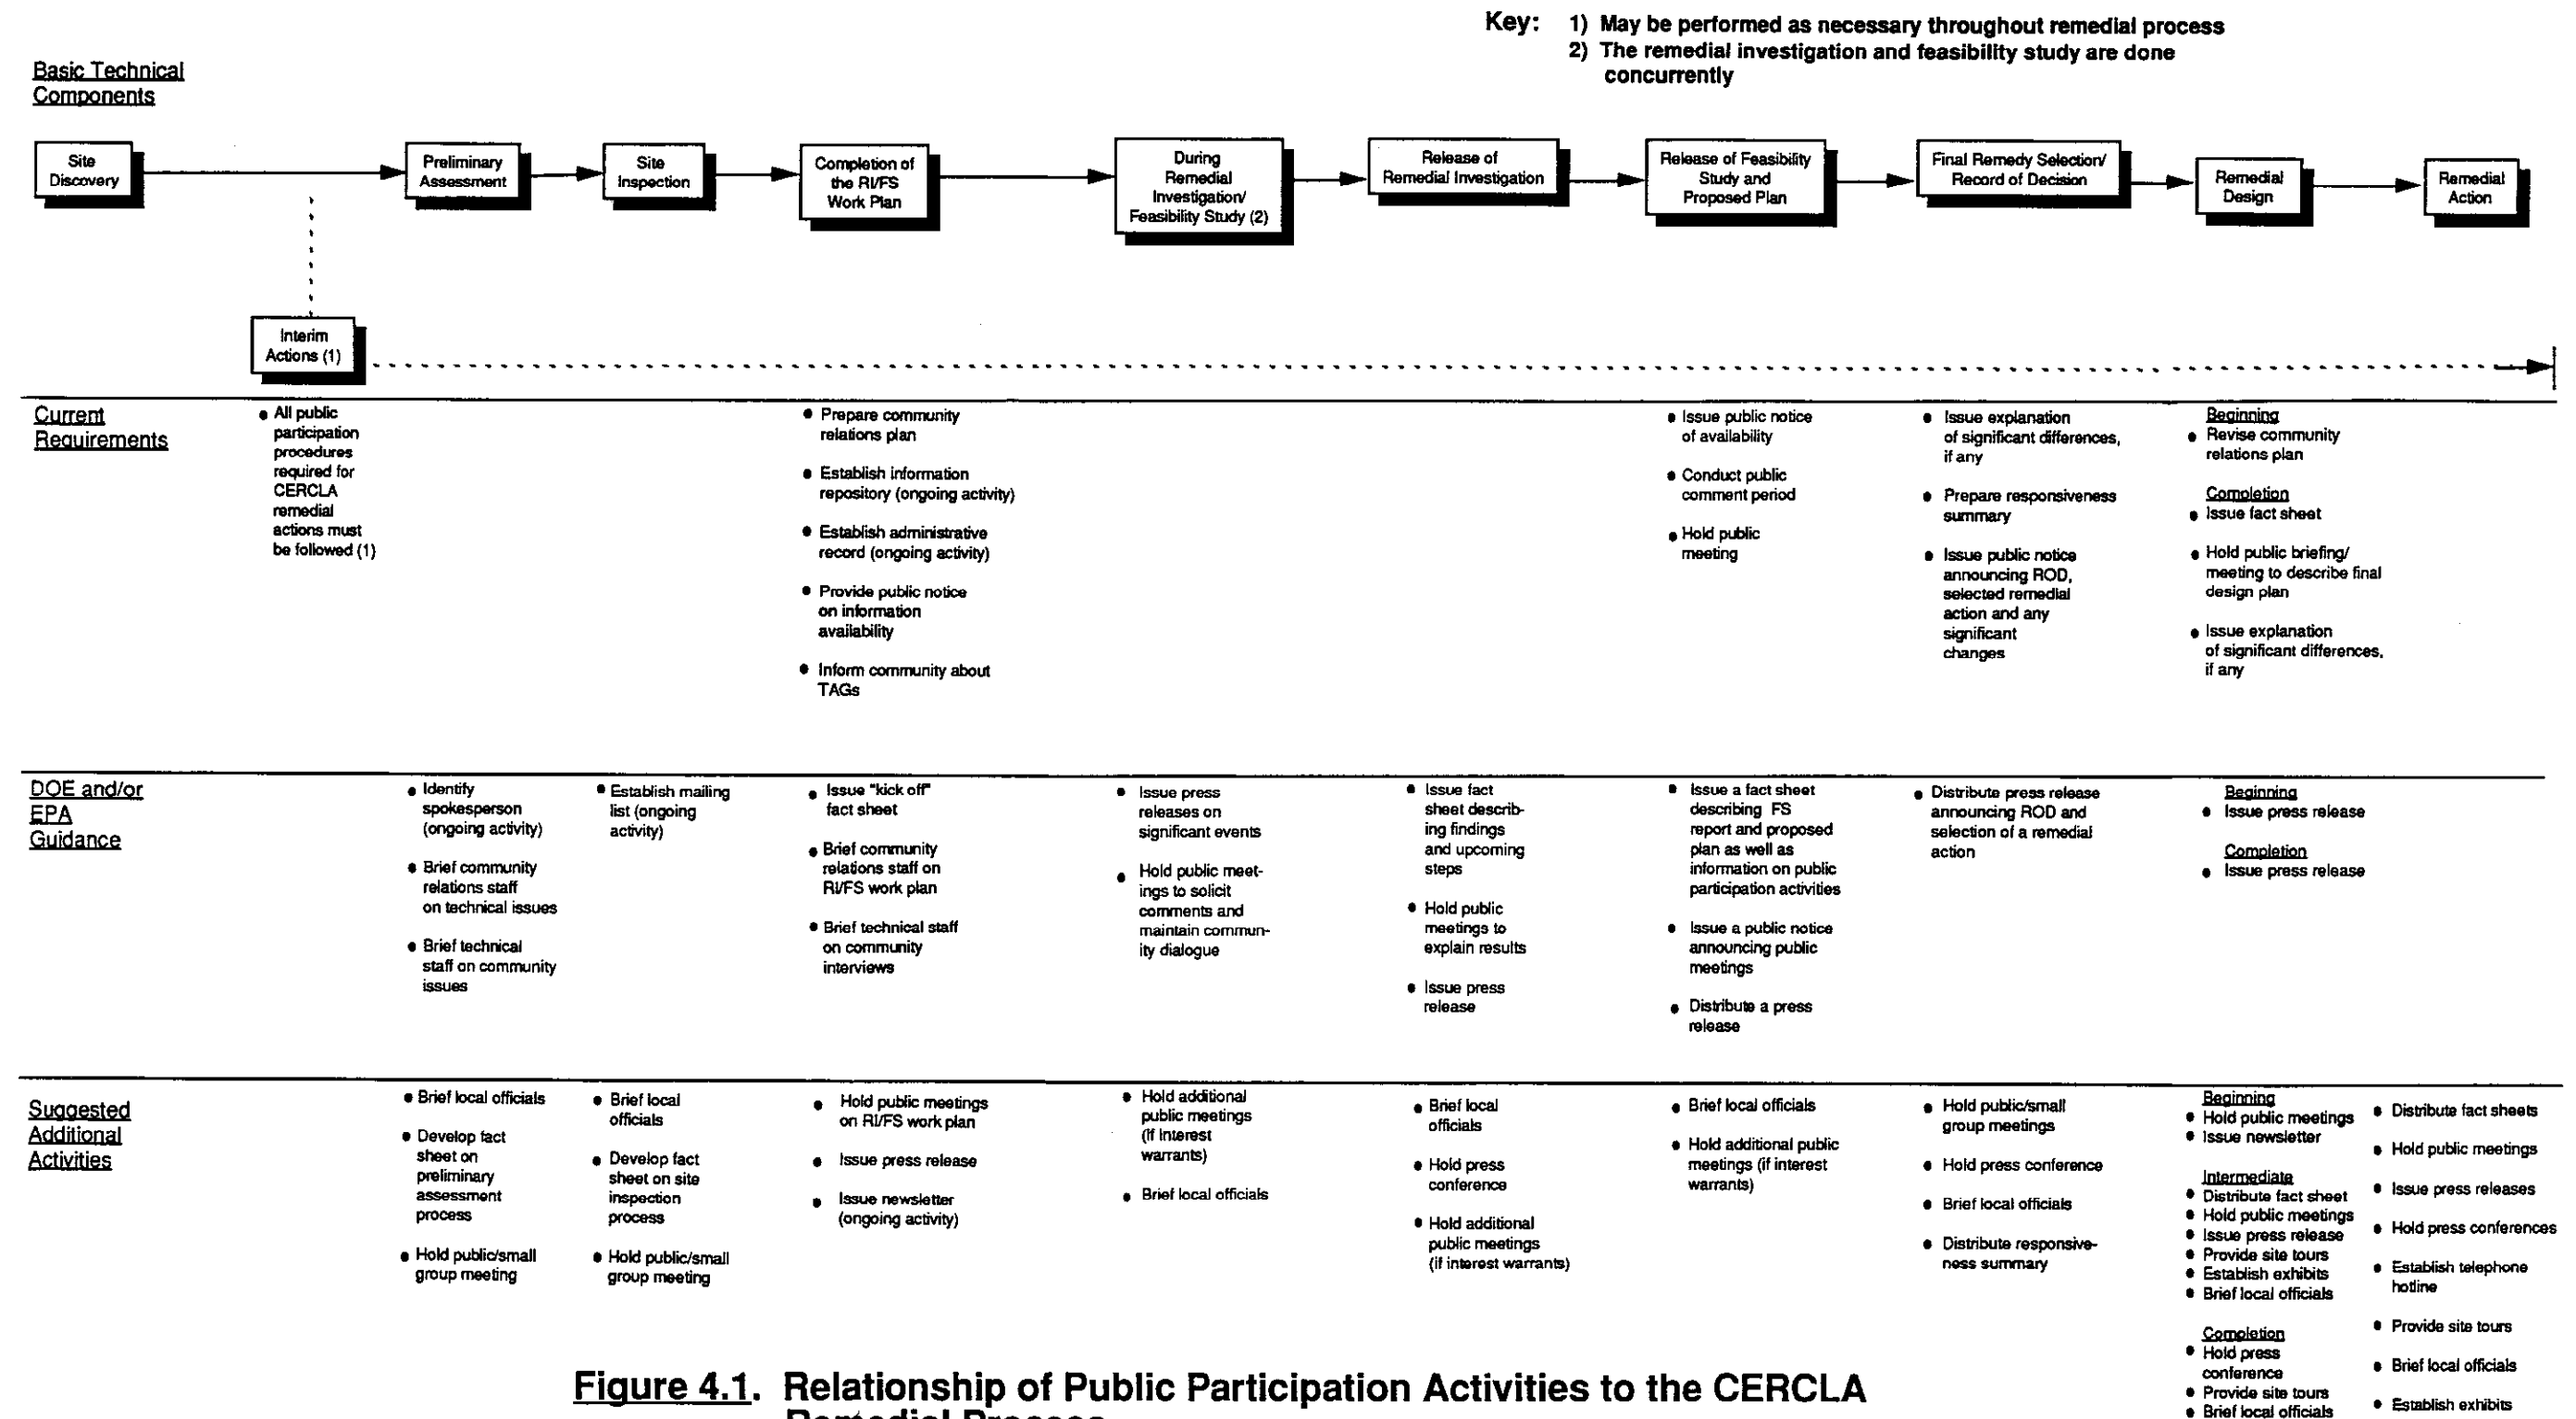 Key: 1) May be performed as necessary throughout remedial process
2) The remedial investigation and feasibility study are done
concurrently
Basic Technical
Components
Site
Discovery
Preliminary
Assessment
Site
Inspection
Completion of
the RI/FS
Work Plan
During
Remedial
Investigation/
Feasibility Study (2)
Release of
Remedial Investigation
Release of Feasibility
Study and
Proposed Plan
Final Remedy Selection/
Record of Decision
Remedial
Design
Remedial
Action
Interim
Actions (1)
Current
Requirements
• All public
participation
procedures
required for
CERCLA
remedial
actions must
be followed (1)
• Prepare community
relations plan
• Establish information
repository (ongoing activity)
• Establish administrative
record (ongoing activity)
• Provide public notice
on information
availability
• Inform community about
TAGs
• Issue public notice
of availability
• Conduct public
comment period
• Hold public
meeting
• Issue explanation
of significant differences,
if any
• Prepare responsiveness
summary
• Issue public notice
announcing ROD,
selected remedial
action and any
significant
changes
Beginning
• Revise community
relations plan
Completion
• Issue fact sheet
• Hold public briefing/
meeting to describe final
design plan
• Issue explanation
of significant differences,
if any
DOE and/or
EPA
Guidance
• Identify
spokesperson
(ongoing activity)
• Brief community
relations staff
on technical issues
• Brief technical
staff on community
issues
• Establish mailing
list (ongoing
activity)
• Issue "kick off"
fact sheet
• Brief community
relations staff on
RI/FS work plan
• Brief technical staff
on community
interviews
• Issue press
releases on
significant events
• Hold public meet-
ings to solicit
comments and
maintain commun-
ity dialogue
• Issue fact
sheet describ-
ing findings
and upcoming
steps
• Hold public
meetings to
explain results
• Issue press
release
• Issue a fact sheet
describing FS
report and proposed
plan as well as
information on public
participation activities
• Issue a public notice
announcing public
meetings
• Distribute a press
release
• Distribute press release
announcing ROD and
selection of a remedial
action
Beginning
• Issue press release
Completion
• Issue press release
Suggested
Additional
Activities
• Brief local officials
• Develop fact
sheet on
preliminary
assessment
process
• Hold public/small
group meeting
• Brief local
officials
• Develop fact
sheet on site
inspection
process
• Hold public/small
group meeting
• Hold public meetings
on RI/FS work plan
• Issue press release
• Issue newsletter
(ongoing activity)
• Hold additional
public meetings
(if interest
warrants)
• Brief local officials
• Brief local
officials
• Hold press
conference
• Hold additional
public meetings
(if interest warrants)
• Brief local officials
• Hold additional public
meetings (if interest
warrants)
• Hold public/small
group meetings
• Hold press conference
• Brief local officials
• Distribute responsive-
ness summary
Beginning
• Hold public meetings
• Issue newsletter
Intermediate
• Distribute fact sheet
• Hold public meetings
• Issue press release
• Provide site tours
• Establish exhibits
• Brief local officials
Completion
• Hold press
conference
• Provide site tours
• Brief local officials
• Distribute fact sheets
• Hold public meetings
• Issue press releases
• Hold press conferences
• Establish telephone
hotline
• Provide site tours
• Brief local officials
• Establish exhibits
Figure 4.1. Relationship of Public Participation Activities to the CERCLA
Remedial Process